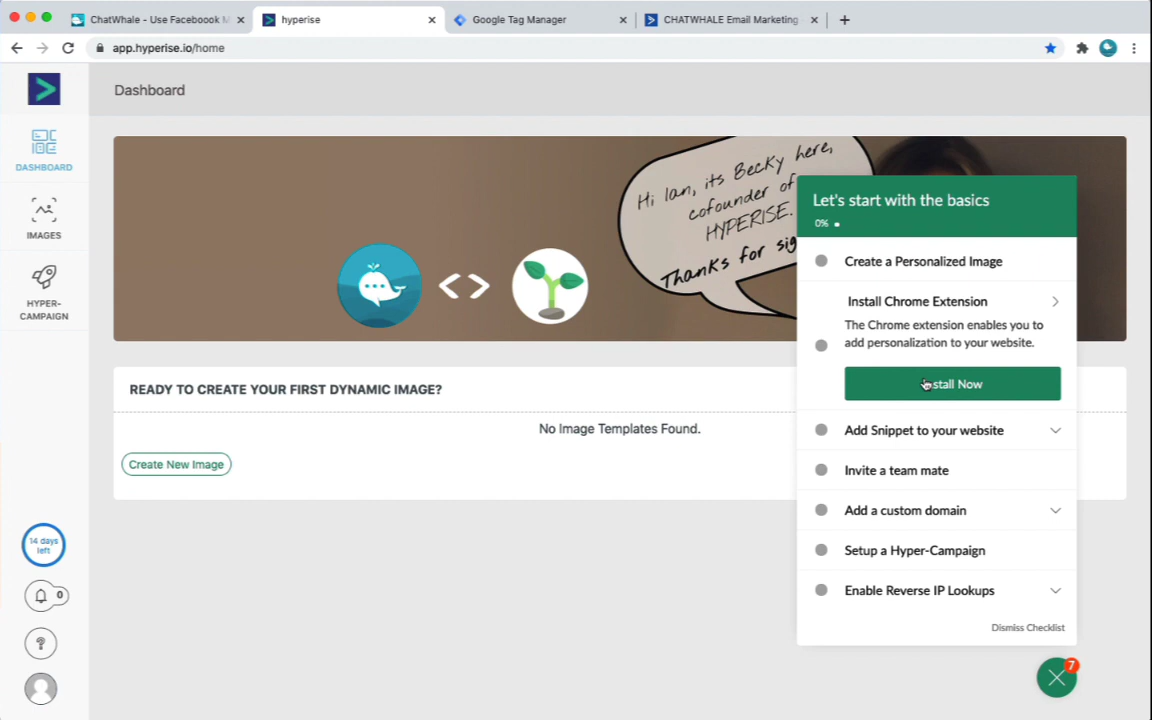 ChatWhale - Use Faceboook M
hyperise
Google Tag Manager
CHATWHALE Email Marketing
app.hyperise.io/home
Dashboard
DASHBOARD
IMAGES
HYPER-
CAMPAIGN
14 days
left
0
?
Hi Ian, its Becky here,
cofounder of
HYPERISE.
Thanks for sig
READY TO CREATE YOUR FIRST DYNAMIC IMAGE?
No Image Templates Found.
Create New Image
Let's start with the basics
0%
Create a Personalized Image
Install Chrome Extension
The Chrome extension enables you to
add personalization to your website.
Install Now
Add Snippet to your website
Invite a team mate
Add a custom domain
Setup a Hyper-Campaign
Enable Reverse IP Lookups
Dismiss Checklist
7